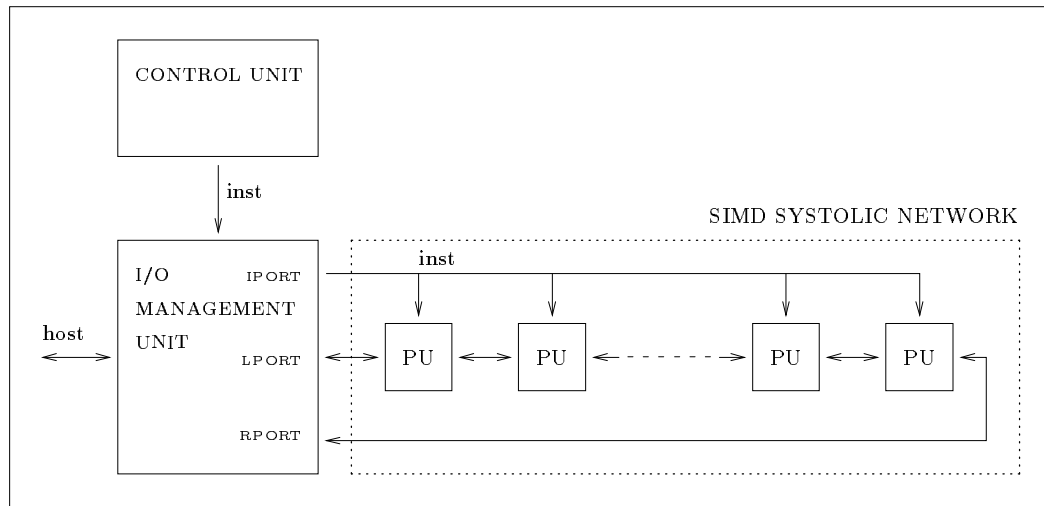 CONTROL UNIT
inst
SIMD SYSTOLIC NETWORK
I/O
MANAGEMENT
UNIT
IPORT
LPORT
RPORT
inst
host
PU
PU
PU
PU